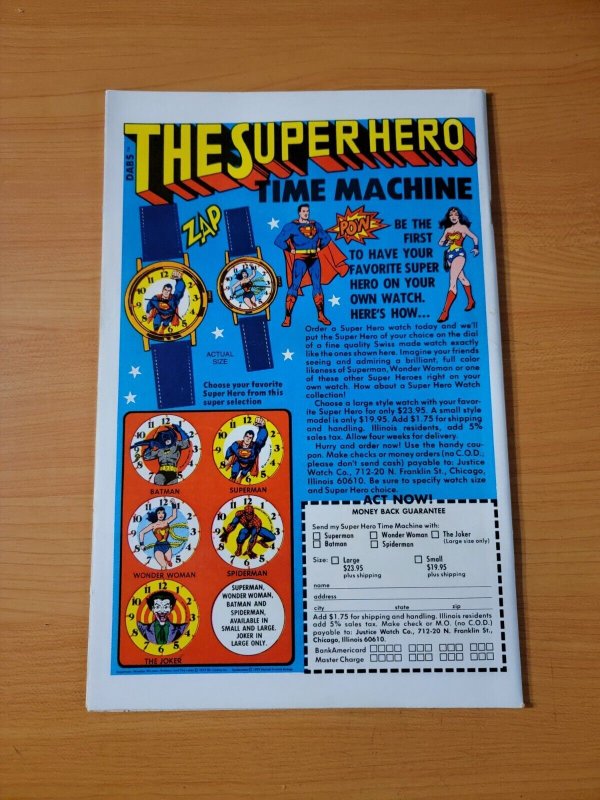 DABS
THE SUPER HERO
TIME MACHINE
ZAP
POW
BE THE
FIRST
TO HAVE YOUR
FAVORITE SUPER
HERO ON YOUR
OWN WATCH.
HERE'S HOW...
ACTUAL
SIZE
Choose your favorite
Super Hero from this
super selection
Order a Super Hero watch today and we'll
put the Super Hero of your choice on the dial
of a fine quality Swiss made watch exactly
like the ones shown here. Imagine your friends
seeing and admiring a brilliant, full color
likeness of Superman, Wonder Woman or one
of these other Super Heroes right on your
own watch. How about a Super Hero Watch
collection!
Choose a large style watch with your favor-
ite Super Hero for only $23.95. A small style
model is only $19.95. Add $1.75 for shipping
and handling. Illinois residents, add 5%
sales tax. Allow four weeks for delivery.
Hurry and order now! Use the handy cou-
pon. Make checks or money orders (no C.O.D.,
please don't send cash) payable to: Justice
Watch Co., 712-20 N. Franklin St., Chicago,
Illinois 60610. Be sure to specify watch size
and Super Hero choice.
BATMAN
SUPERMAN
WONDER WOMAN
SPIDERMAN
THE JOKER
SUPERMAN,
WONDER WOMAN,
BATMAN AND
SPIDERMAN,
AVAILABLE IN
SMALL AND LARGE.
JOKER IN
LARGE ONLY.
ACT NOW!
MONEY BACK GUARANTEE
Send my Super Hero Time Machine with:
Superman Wonder Woman The Joker
Batman Spiderman (Large size only)
Size: Large Small
$23.95 $19.95
plus shipping plus shipping
name
address
city state zip
Add $1.75 for shipping and handling. Illinois residents
add 5% sales tax. Make check or M.O. (no C.O.D.)
payable to: Justice Watch Co., 712-20 N. Franklin St.,
Chicago, Illinois 60610.
BankAmericard
Master Charge